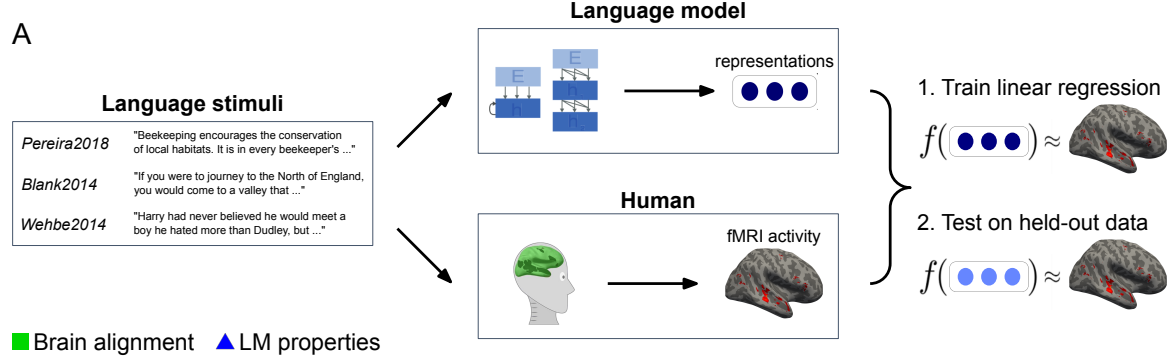 A
Language model
E
h
E
h
h
representations
Language stimuli
Pereira2018
"Beekeeping encourages the conservation
of local habitats. It is in every beekeeper's ..."
Blank2014
"If you were to journey to the North of England,
you would come to a valley that ..."
Wehbe2014
"Harry had never believed he would meet a
boy he hated more than Dudley, but ..."
Human
fMRI activity
1. Train linear regression
f( ) ≈
2. Test on held-out data
f( ) ≈
Brain alignment
LM properties